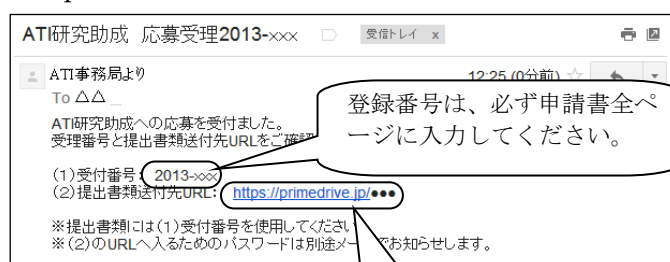 ATI研究助成 応募受理2013-××× 受信トレイ x
ATI事務局より 12:25 (0分前)
To △△
登録番号は、必ず申請書全ペ
ージに入力してください。
ATI研究助成への応募を受付ました。
受理番号と提出書類送付先URLをご確認
(1)受付番号: 2013-×××
(2)提出書類送付先URL: https://primedrive.jp/●●●
※提出書類には(1)受付番号を使用してください
※(2)のURLへ入るためのパスワードは別途メー でお知らせします。